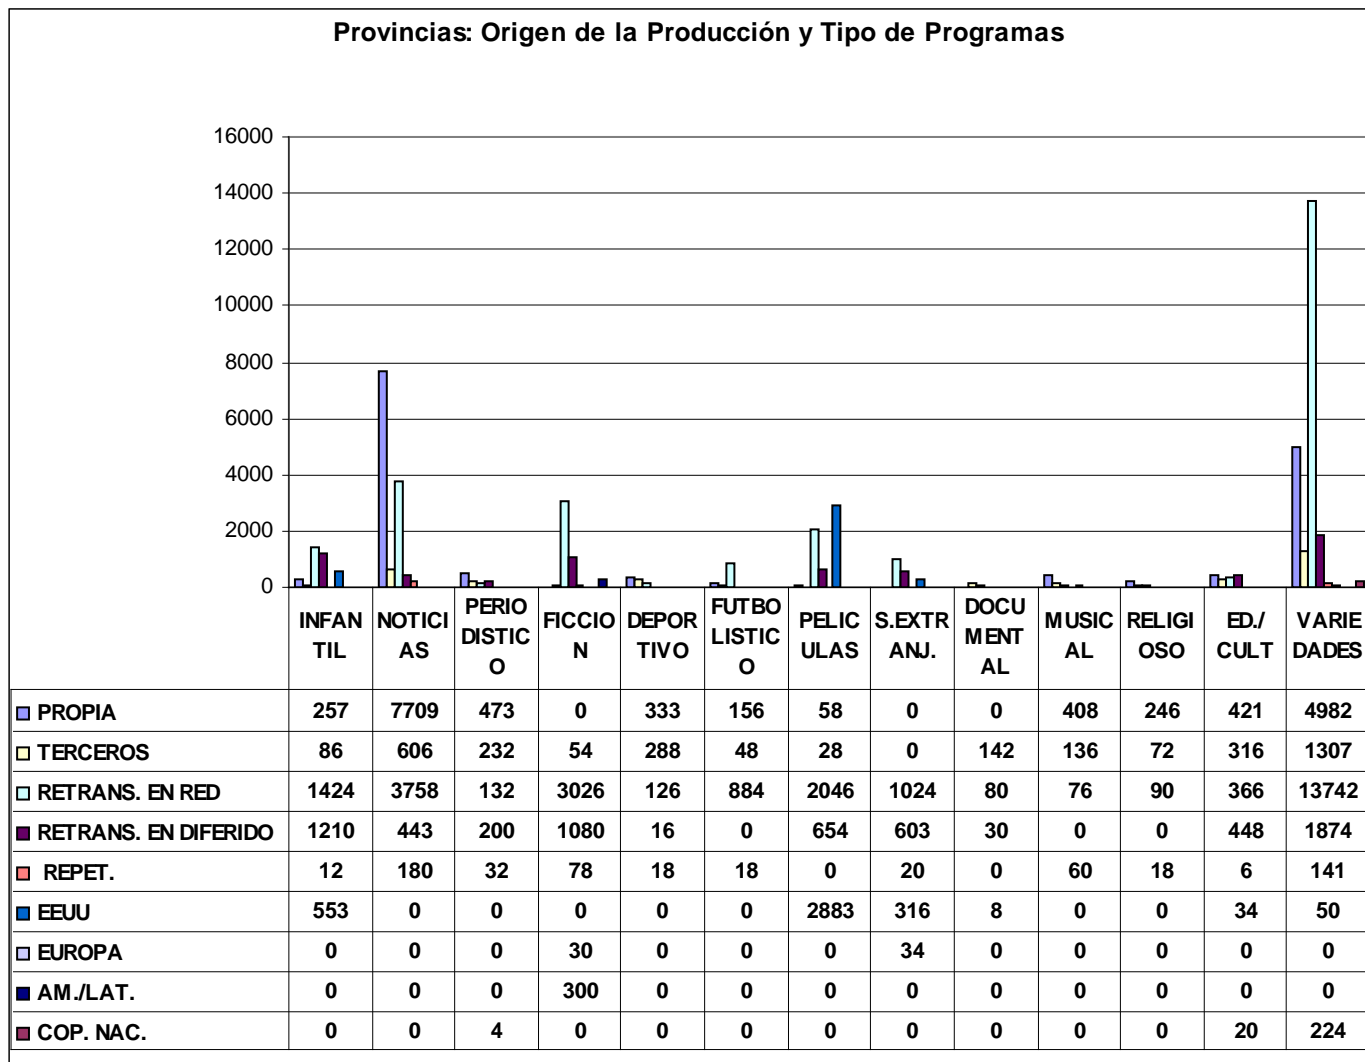 Provincias: Origen de la Producción y Tipo de Programas
16000
14000
12000
10000
8000
6000
4000
2000
0
INFAN
TIL
NOTICI
AS
PERIO
DISTIC
O
FICCIO
N
DEPOR
TIVO
FUTBO
LISTIC
O
PELIC
ULAS
S.EXTR
ANJ.
DOCU
MENT
AL
MUSIC
AL
RELIGI
OSO
ED./
CULT
VARIE
DADES
PROPIA 257 7709 473 0 333 156 58 0 0 408 246 421 4982
TERCEROS 86 606 232 54 288 48 28 0 142 136 72 316 1307
RETRANS. EN RED 1424 3758 132 3026 126 884 2046 1024 80 76 90 366 13742
RETRANS. EN DIFERIDO 1210 443 200 1080 16 0 654 603 30 0 0 448 1874
REPET. 12 180 32 78 18 18 0 20 0 60 18 6 141
EEUU 553 0 0 0 0 0 2883 316 8 0 0 34 50
EUROPA 0 0 0 30 0 0 0 34 0 0 0 0 0
AM./LAT. 0 0 0 300 0 0 0 0 0 0 0 0 0
COP. NAC. 0 0 4 0 0 0 0 0 0 0 0 20 224